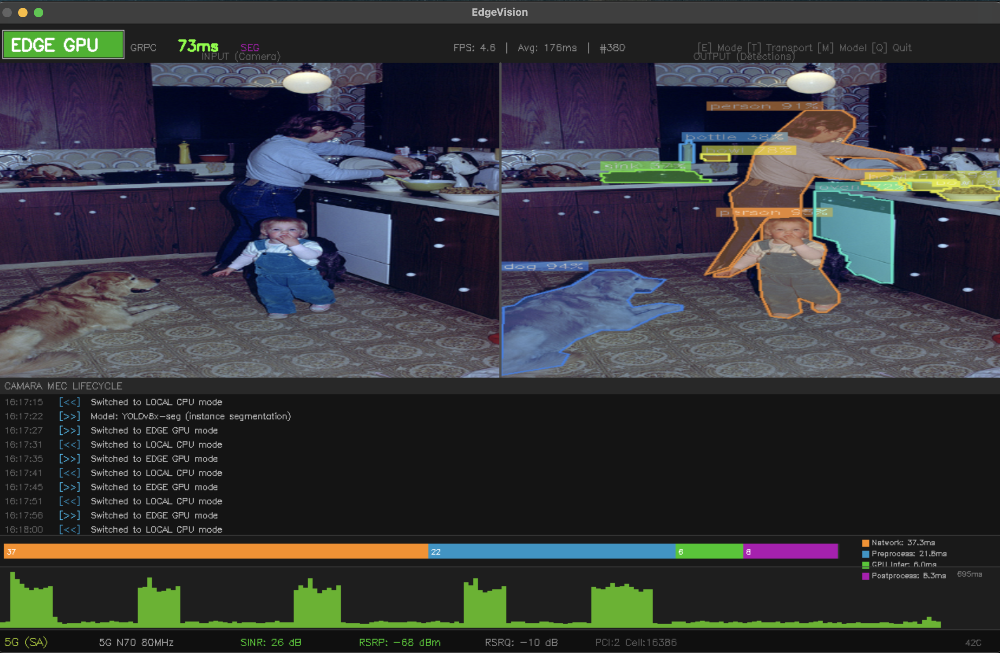 EdgeVision
EDGE GPU GRPC 73ms SEG FPS: 4.6 | Avg: 176ms | #380 [E] Mode [T] Transport [M] Model [Q] Quit
INPUT (Camera) OUTPUT (Detections)
person 91%
bottle 38%
bowl 78%
sink 37%
oven 72%
person 95%
dog 94%
CAMARA MEC LIFECYCLE
16:17:15 [<<] Switched to LOCAL CPU mode
16:17:22 [>>] Model: YOLOv8x-seg (instance segmentation)
16:17:27 [>>] Switched to EDGE GPU mode
16:17:31 [<<] Switched to LOCAL CPU mode
16:17:35 [>>] Switched to EDGE GPU mode
16:17:41 [<<] Switched to LOCAL CPU mode
16:17:45 [>>] Switched to EDGE GPU mode
16:17:51 [<<] Switched to LOCAL CPU mode
16:17:56 [>>] Switched to EDGE GPU mode
16:18:00 [<<] Switched to LOCAL CPU mode
37 22 6 8
Network: 37.3ms
Preprocess: 21.8ms
GPU Infer: 6.0ms
Postprocess: 8.3ms
695ms
5G (SA) 5G N70 80MHz SINR: 26 dB RSRP: -68 dBm RSRQ: -10 dB PCI:2 Cell:16386 42C